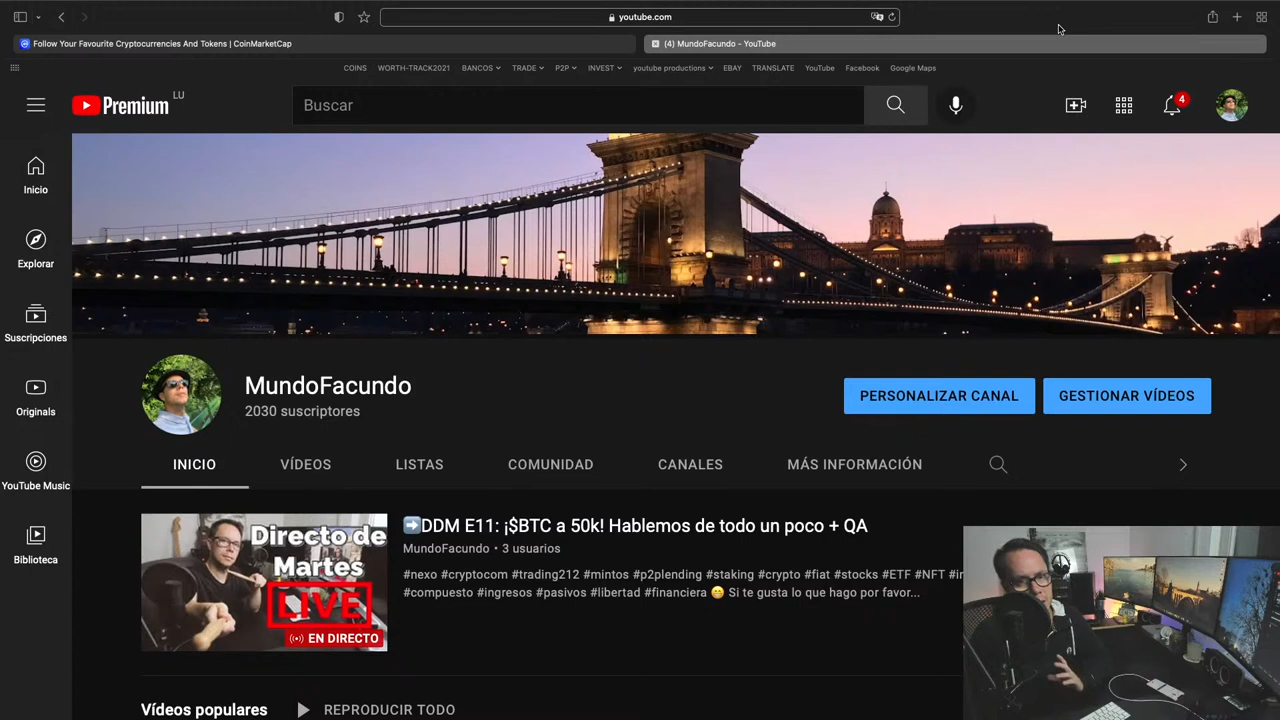 youtube.com
Follow Your Favourite Cryptocurrencies And Tokens | CoinMarketCap
(4) MundoFacundo - YouTube
COINS WORTH-TRACK2021 BANCOS TRADE P2P INVEST youtube productions EBAY TRANSLATE YouTube Facebook Google Maps
Premium LU
Buscar
4
Inicio
Explorar
Suscripciones
Originals
YouTube Music
Biblioteca
MundoFacundo
2030 suscriptores
PERSONALIZAR CANAL
GESTIONAR VÍDEOS
INICIO VÍDEOS LISTAS COMUNIDAD CANALES MÁS INFORMACIÓN
Directo de
Martes
LIVE
EN DIRECTO
➡️DDM E11: ¡$BTC a 50k! Hablemos de todo un poco + QA
MundoFacundo • 3 usuarios
#nexo #cryptocom #trading212 #mintos #p2plending #staking #crypto #fiat #stocks #ETF #NFT #in
#compuesto #ingresos #pasivos #libertad #financiera 😁 Si te gusta lo que hago por favor...
Vídeos populares
REPRODUCIR TODO